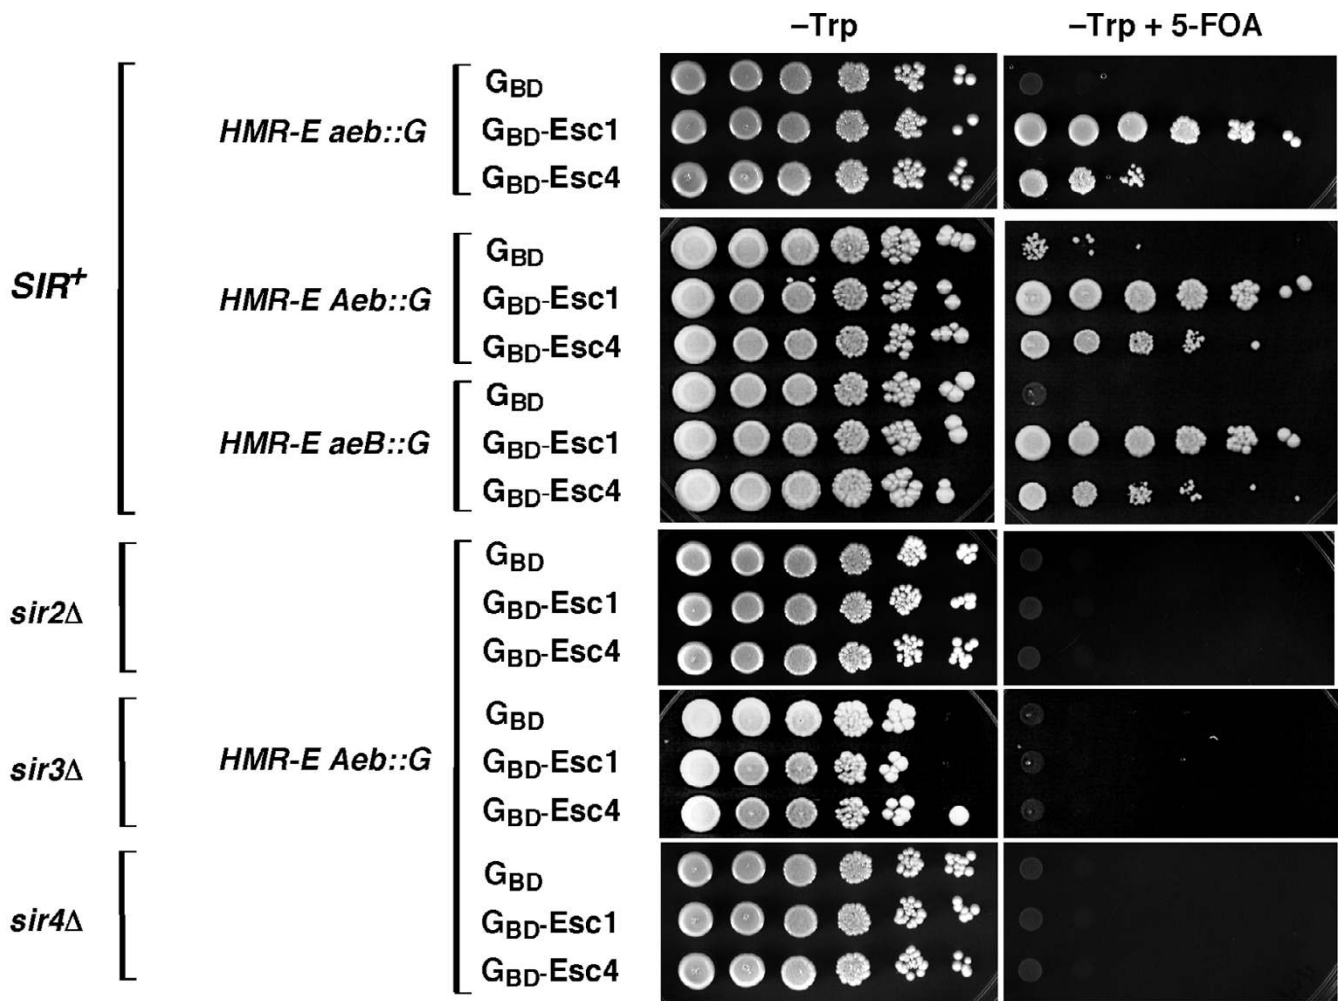 –Trp –Trp + 5-FOA
GBD
HMR-E aeb::G GBD-Esc1
GBD-Esc4
GBD
SIR+ HMR-E Aeb::G GBD-Esc1
GBD-Esc4
GBD
HMR-E aeB::G GBD-Esc1
GBD-Esc4
GBD
sir2Δ GBD-Esc1
GBD-Esc4
GBD
sir3Δ HMR-E Aeb::G GBD-Esc1
GBD-Esc4
GBD
sir4Δ GBD-Esc1
GBD-Esc4